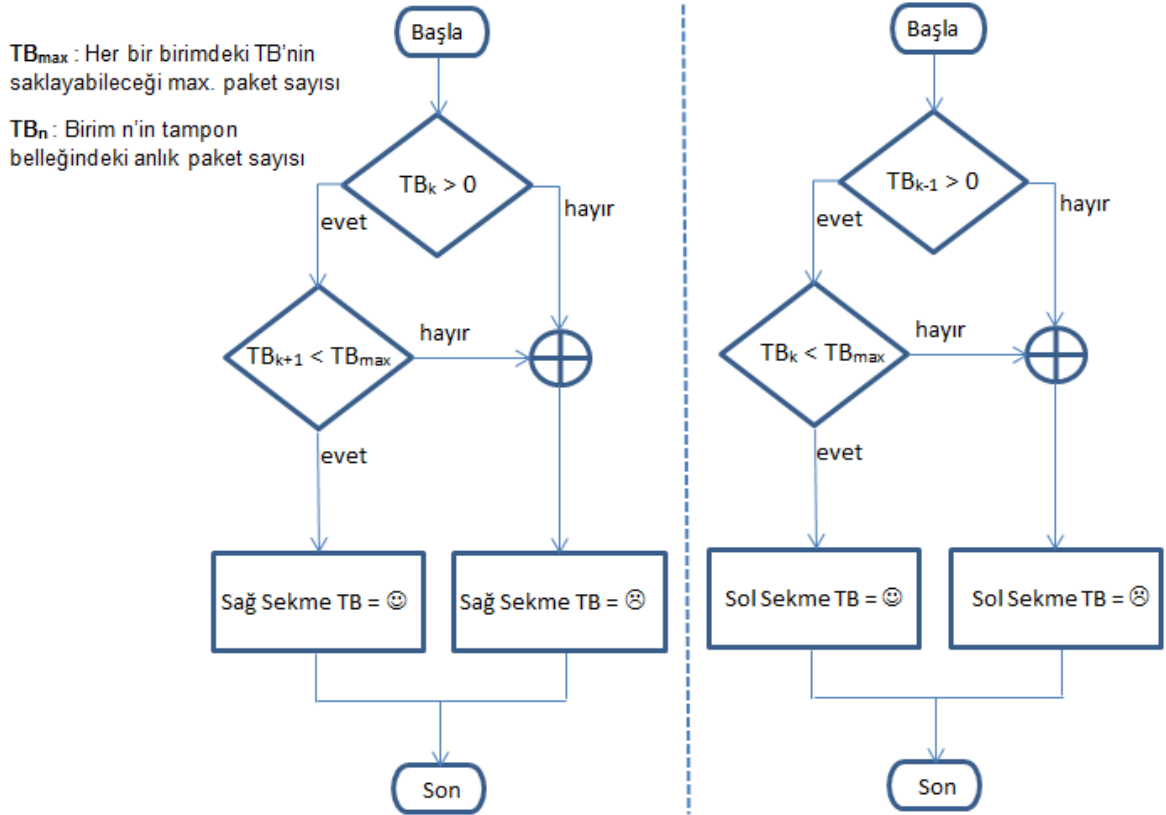 TBmax : Her bir birimdeki TB'nin
saklayabileceği max. paket sayısı
TBn : Birim n'in tampon
belleğindeki anlık paket sayısı
Başla
TBk > 0
evet
hayır
TBk+1 < TBmax
hayır
evet
Sağ Sekme TB = ☺
Sağ Sekme TB = ☹
Son
Başla
TBk-1 > 0
evet
hayır
TBk < TBmax
hayır
evet
Sol Sekme TB = ☺
Sol Sekme TB = ☹
Son